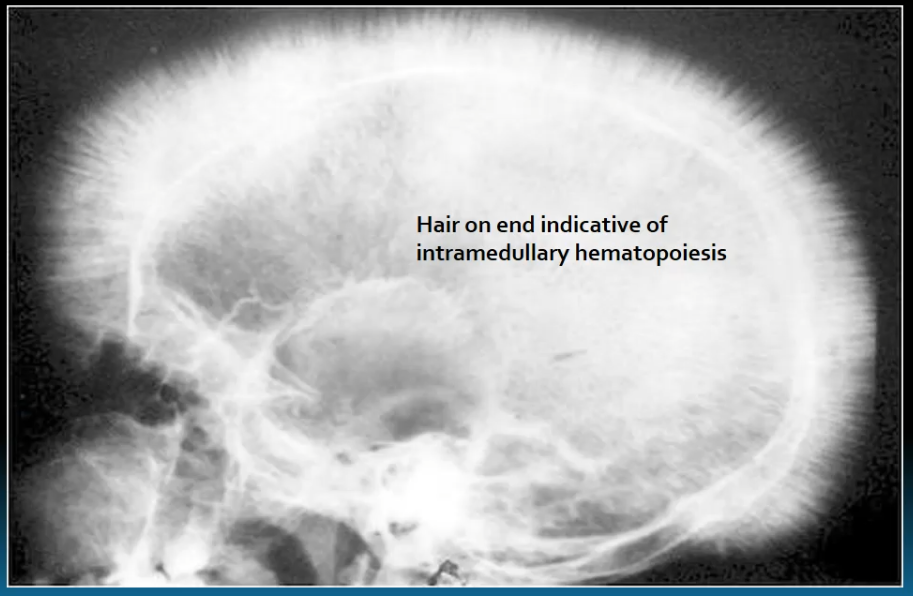 Hair on end indicative of
intramedullary hematopoiesis